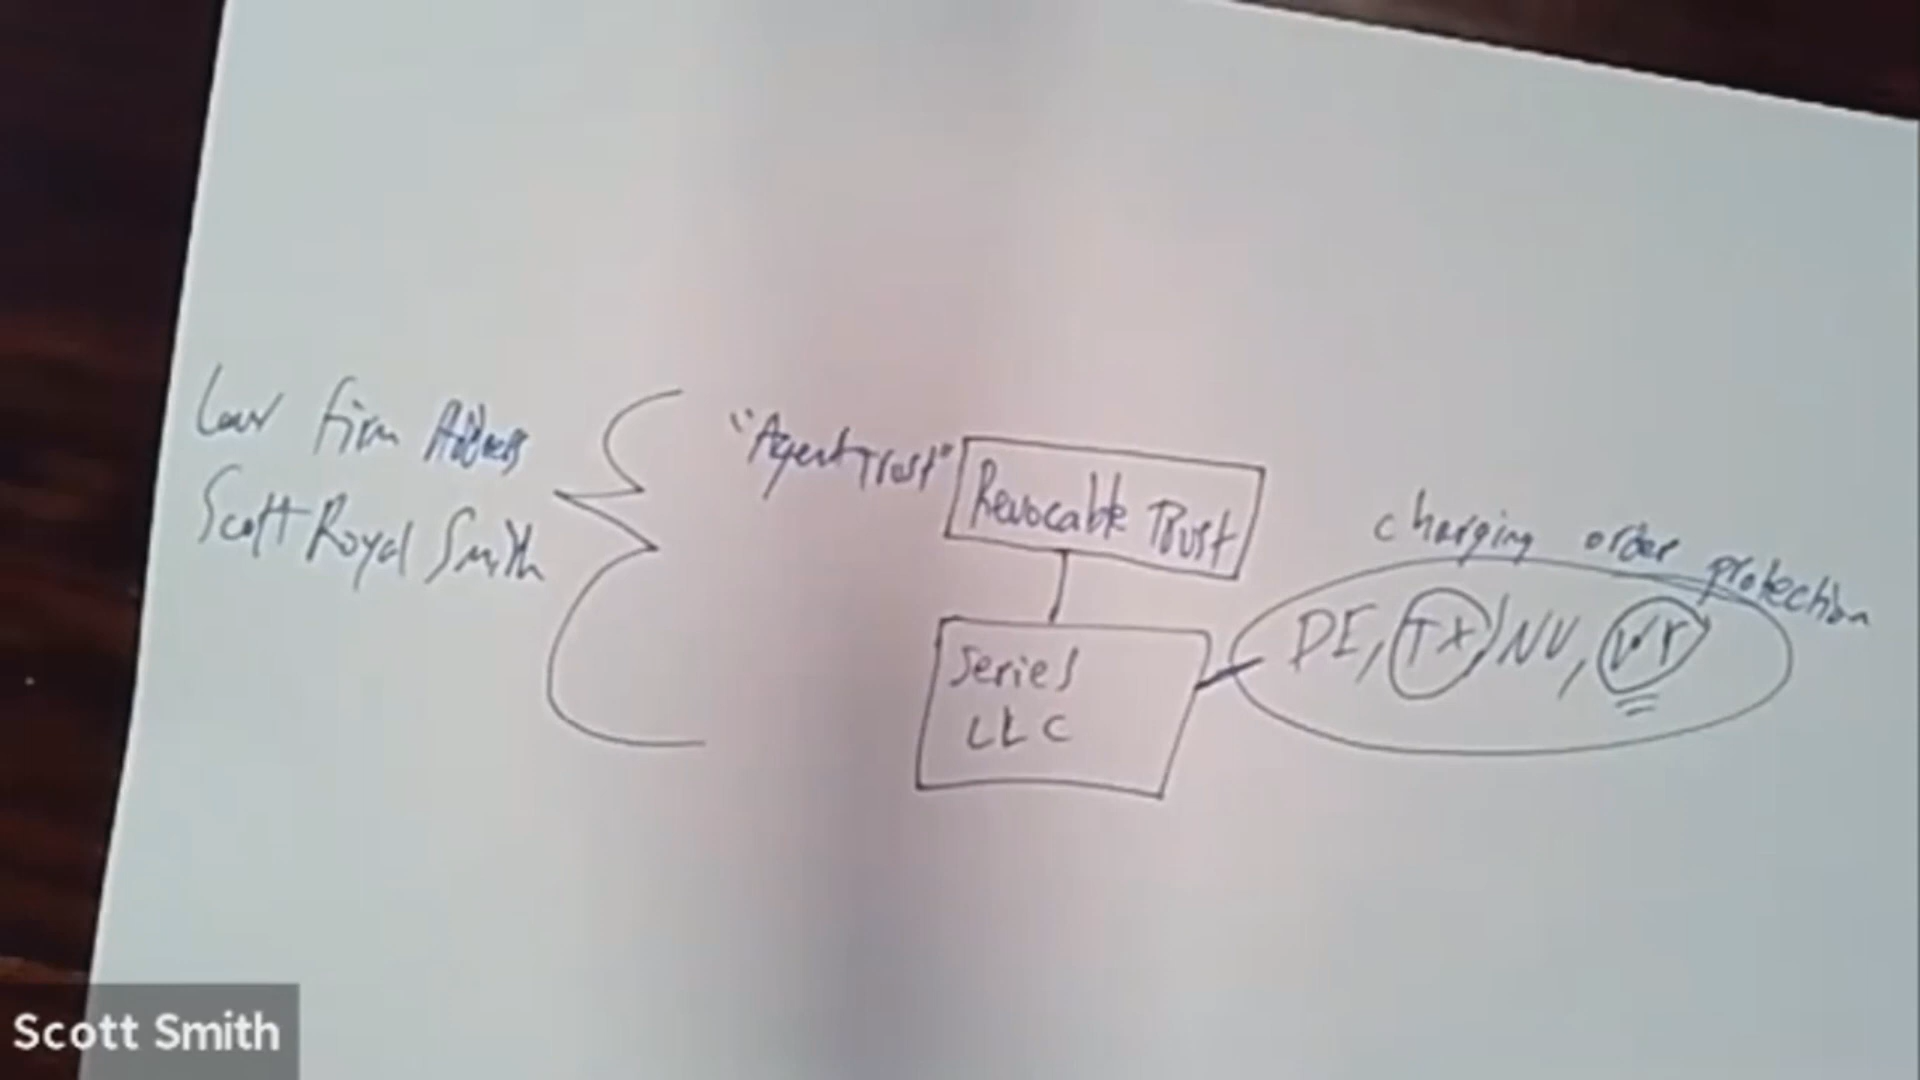 Law Firm Address
Scott Royal Smith
"Agent Trust"
Revocable Trust
Series
LLC
charging order protection
DE, TX, NV, WY
Scott Smith